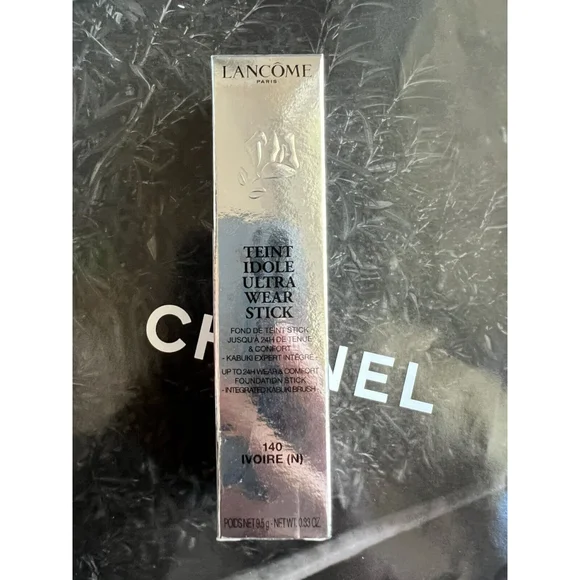 LANCÔME
PARIS
TEINT
IDOLE
ULTRA
WEAR
STICK
FOND DE TEINT STICK
JUSQU'À 24H DE TENUE
& CONFORT
- KABUKI EXPERT INTÉGRÉ -
UP TO 24H WEAR & COMFORT
FOUNDATION STICK
- INTEGRATED KABUKI BRUSH -
140
IVOIRE (N)
POIDS NET 9.5 g - NET WT. 0.33 OZ.
CH NEL